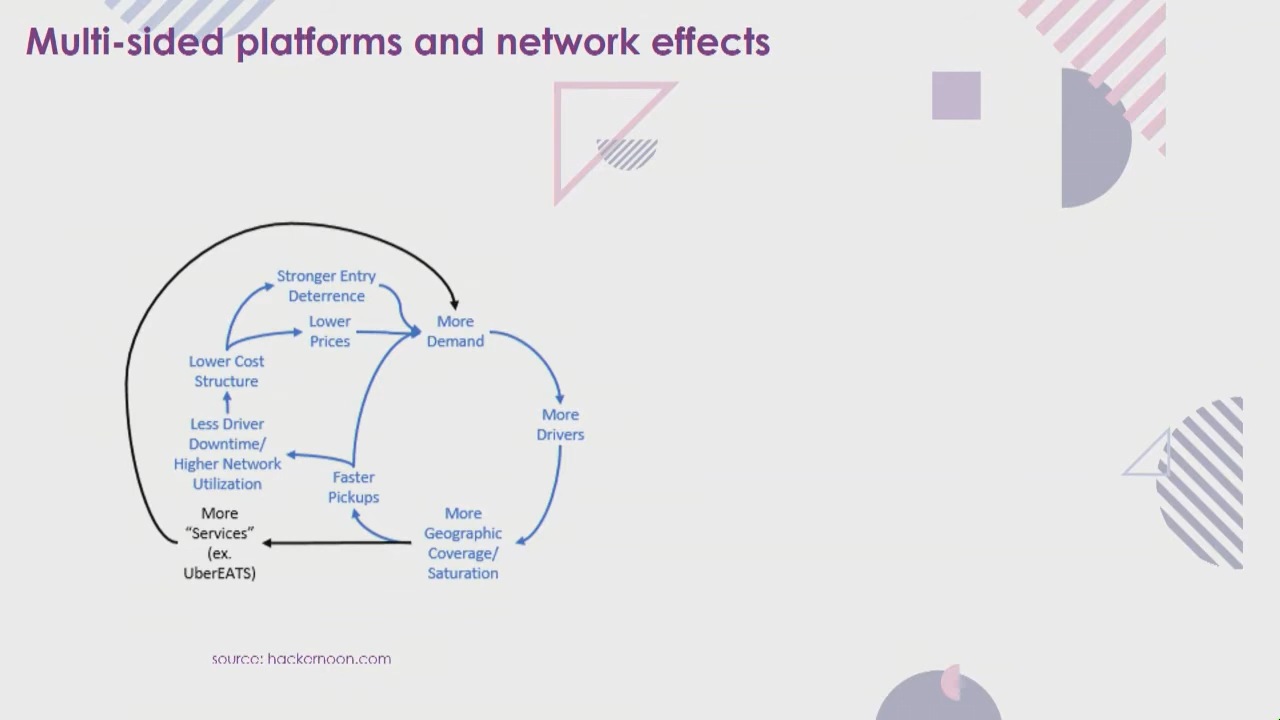 Multi-sided platforms and network effects
Stronger Entry
Deterrence
Lower
Prices
More
Demand
Lower Cost
Structure
Less Driver
Downtime/
Higher Network
Utilization
More
Drivers
Faster
Pickups
More
"Services"
(ex.
UberEATS)
More
Geographic
Coverage/
Saturation
source: hackernoon.com